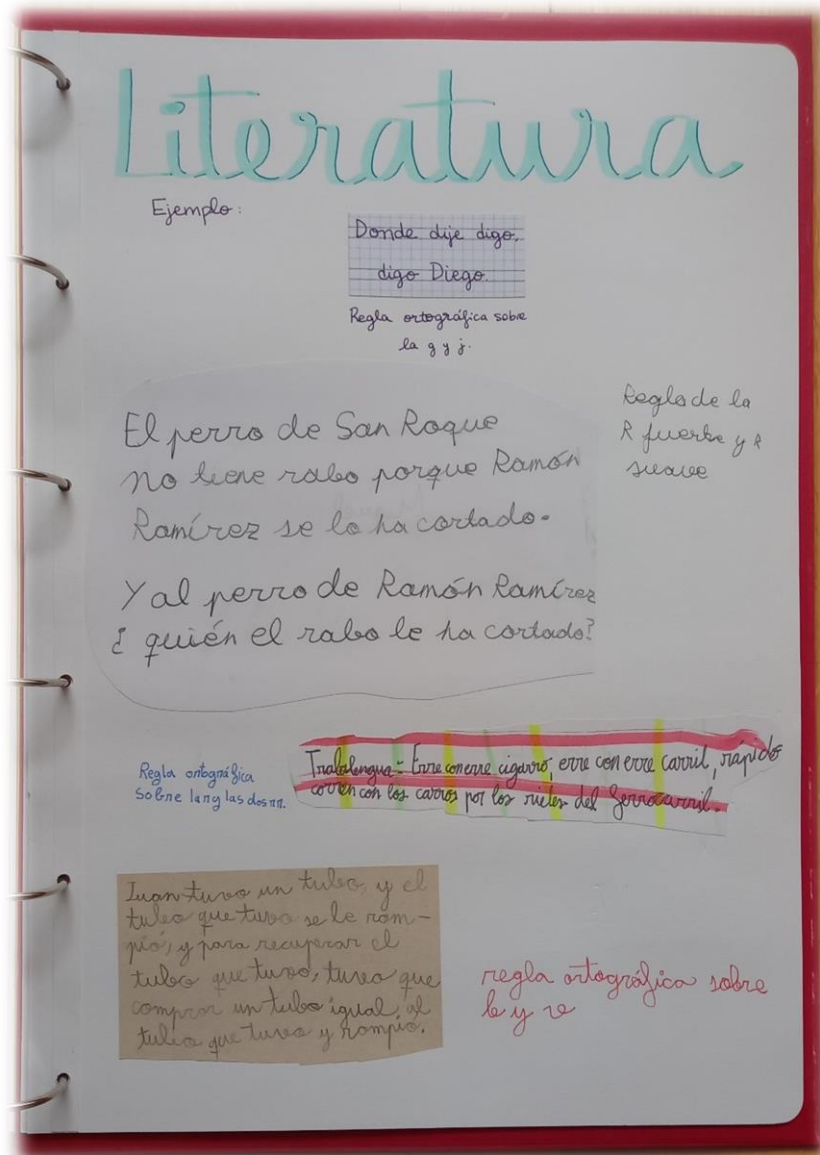 Literatura
Ejemplo:
Donde dije digo,
digo Diego.
Regla ortográfica sobre
la g y j.
El perro de San Roque
no tiene rabo porque Ramón
Ramírez se lo ha cortado.
Y al perro de Ramón Ramírez
¿quién el rabo le ha cortado?
Regla de la
R fuerte y R
suave
Trabalengua: Erre con erre cigarro, erre con erre carril, rápido
corren con los carros por los rieles del ferrocarril.
Regla ortográfica
sobre la r y las dos rr.
Juan tuvo un tubo, y el
tubo que tuvo se le rom-
pió, y para recuperar el
tubo que tuvo, tuvo que
comprar un tubo igual, al
tubo que tuvo y rompió.
regla ortográfica sobre
b y v